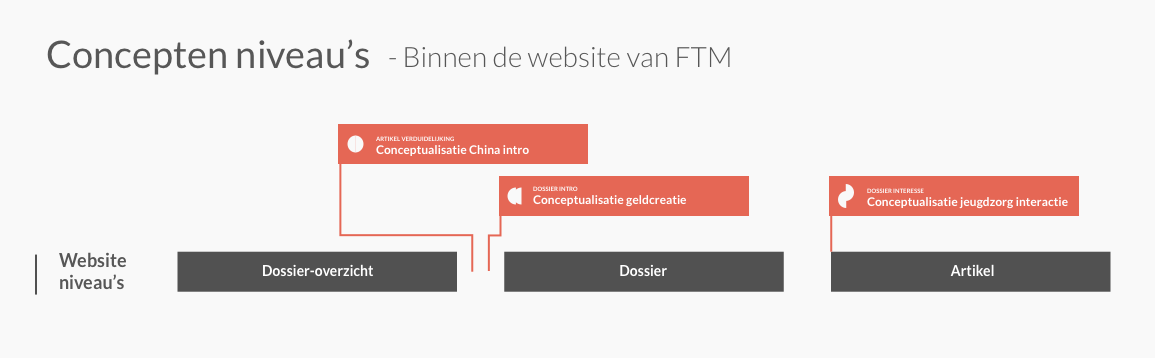 Concepten niveau's - Binnen de website van FTM
ARTIKEL VERDUIDELIJKING
Conceptualisatie China intro
DOSSIER INTRO
Conceptualisatie geldcreatie
DOSSIER INTERESSE
Conceptualisatie jeugdzorg interactie
Website
niveau's
Dossier-overzicht
Dossier
Artikel